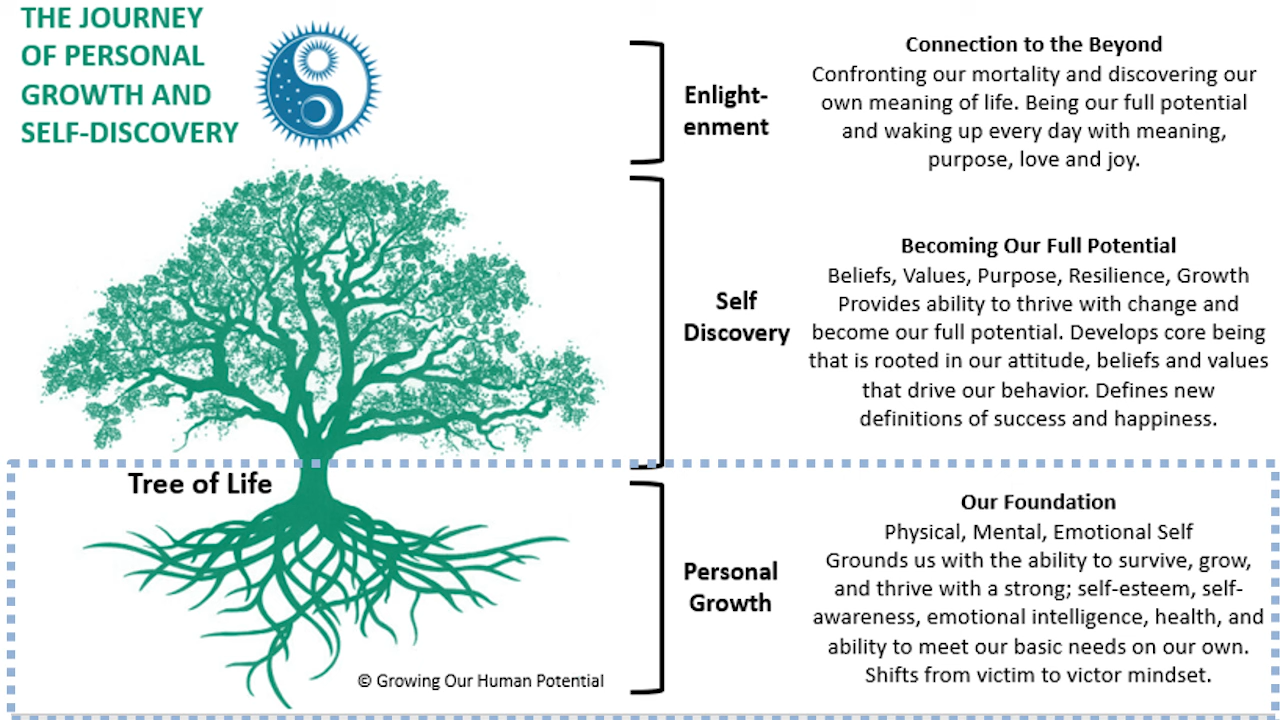 THE JOURNEY
OF PERSONAL
GROWTH AND
SELF-DISCOVERY
Enlight-
enment
Connection to the Beyond
Confronting our mortality and discovering our
own meaning of life. Being our full potential
and waking up every day with meaning,
purpose, love and joy.
Self
Discovery
Becoming Our Full Potential
Beliefs, Values, Purpose, Resilience, Growth
Provides ability to thrive with change and
become our full potential. Develops core being
that is rooted in our attitude, beliefs and values
that drive our behavior. Defines new
definitions of success and happiness.
Tree of Life
Personal
Growth
Our Foundation
Physical, Mental, Emotional Self
Grounds us with the ability to survive, grow,
and thrive with a strong; self-esteem, self-
awareness, emotional intelligence, health, and
ability to meet our basic needs on our own.
Shifts from victim to victor mindset.
© Growing Our Human Potential